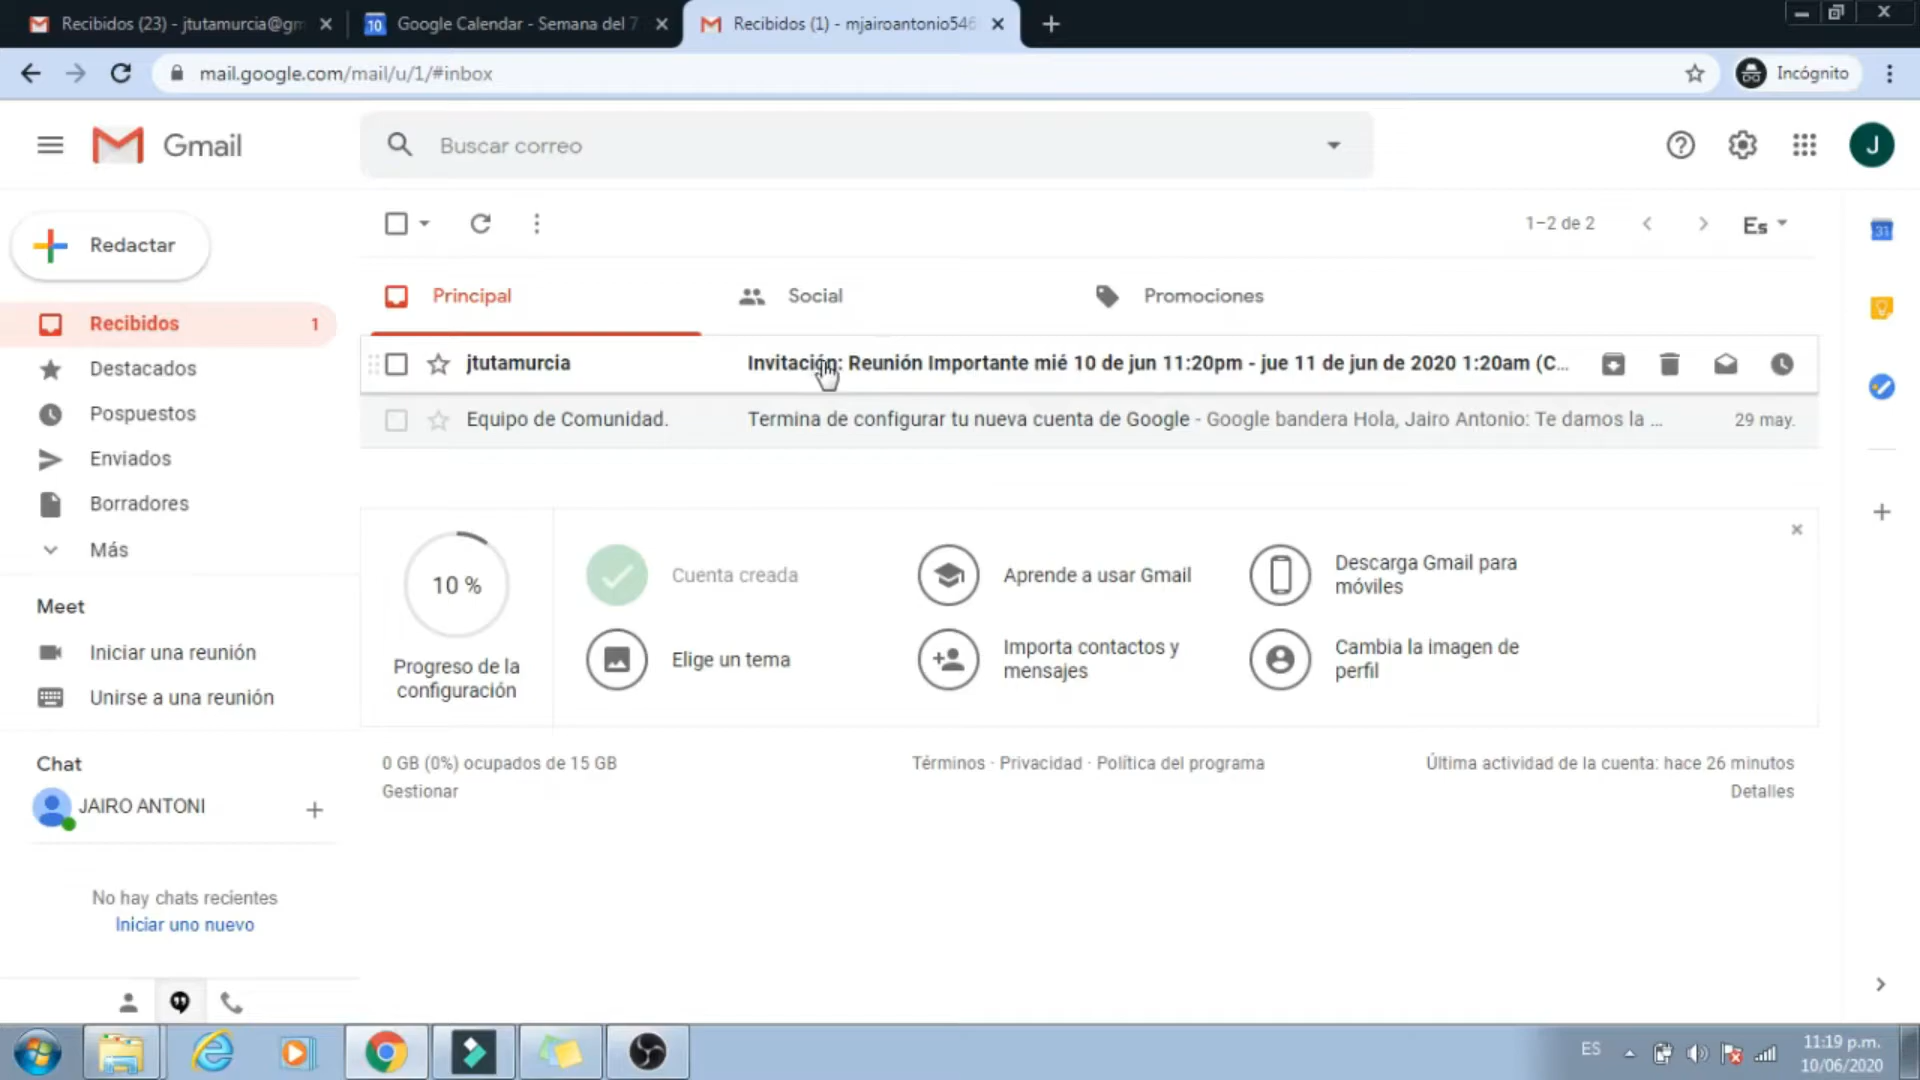 Recibidos (23) - jtutamurcia@gm
Google Calendar - Semana del 7
Recibidos (1) - mjairoantonio546
mail.google.com/mail/u/1/#inbox
Incógnito
Gmail
Buscar correo
J
Redactar
1–2 de 2
Es
31
Principal
Social
Promociones
Recibidos
1
jtutamurcia
Invitación: Reunión Importante mié 10 de jun 11:20pm - jue 11 de jun de 2020 1:20am (C...
Destacados
Equipo de Comunidad.
Termina de configurar tu nueva cuenta de Google - Google bandera Hola, Jairo Antonio: Te damos la ...
29 may.
Pospuestos
Enviados
Borradores
Más
10 %
Progreso de la
configuración
Cuenta creada
Aprende a usar Gmail
Descarga Gmail para
móviles
Elige un tema
Importa contactos y
mensajes
Cambia la imagen de
perfil
Meet
Iniciar una reunión
Unirse a una reunión
0 GB (0%) ocupados de 15 GB
Gestionar
Términos · Privacidad · Política del programa
Última actividad de la cuenta: hace 26 minutos
Detalles
Chat
JAIRO ANTONI
No hay chats recientes
Iniciar uno nuevo
ES
11:19 p.m.
10/06/2020